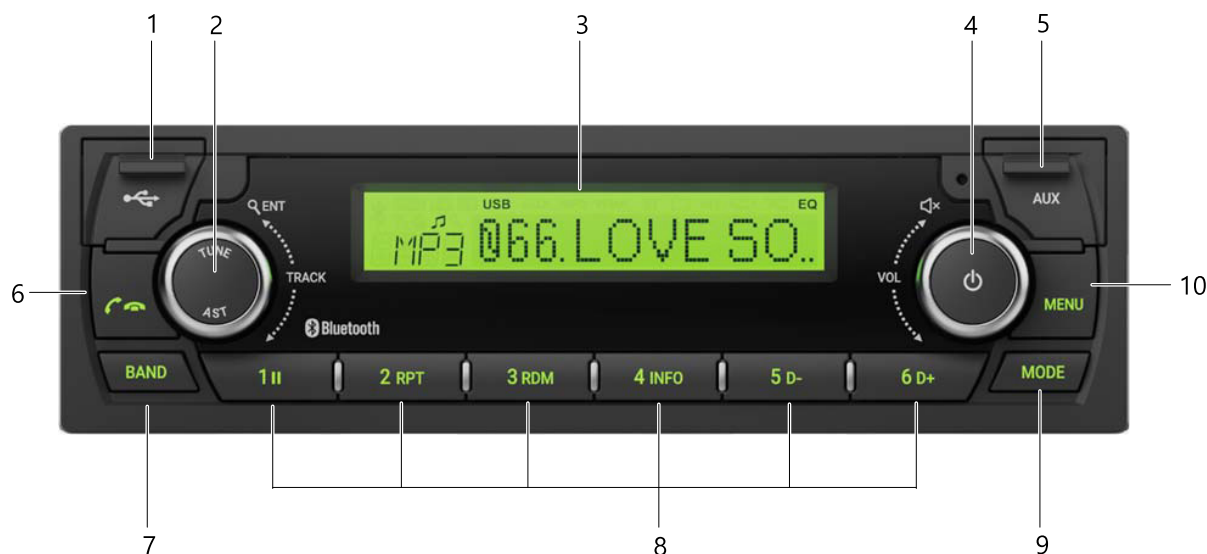 1 2 3 4 5
USB EQ
ENT
AUX
MP3 066. LOVE SO..
TUNE
TRACK VOL
6 10
AST
MENU
Bluetooth
BAND 1 2 RPT 3 RDM 4 INFO 5 D- 6 D+ MODE
7 8 9